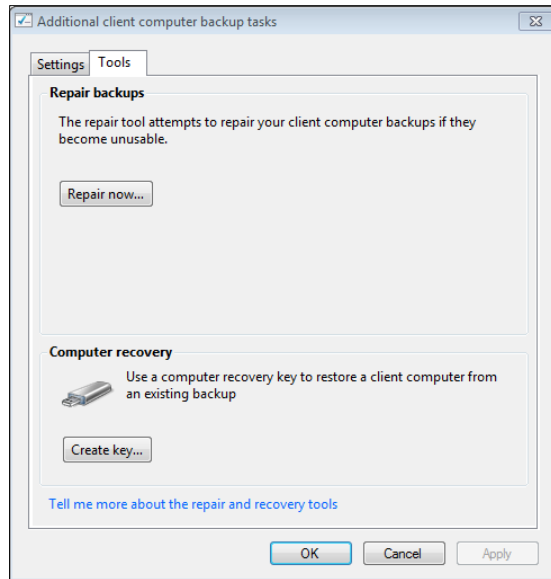 Additional client computer backup tasks
Settings
Tools
Repair backups
The repair tool attempts to repair your client computer backups if they
become unusable.
Repair now...
Computer recovery
Use a computer recovery key to restore a client computer from
an existing backup
Create key...
Tell me more about the repair and recovery tools
OK
Cancel
Apply